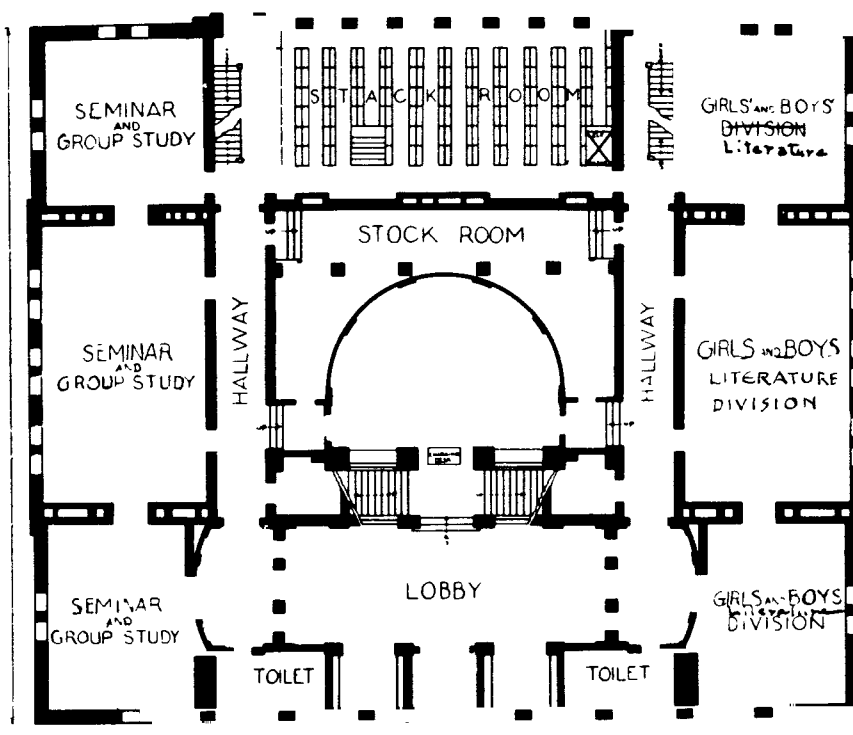 SEMINAR
AND
GROUP STUDY
STACK ROOM
GIRLS' AND BOYS'
DIVISION
Literature
STOCK ROOM
SEMINAR
AND
GROUP STUDY
HALLWAY
HALLWAY
GIRLS AND BOYS
LITERATURE
DIVISION
SEMINAR
AND
GROUP STUDY
LOBBY
GIRLS AND BOYS
Literature
DIVISION
TOILET
TOILET